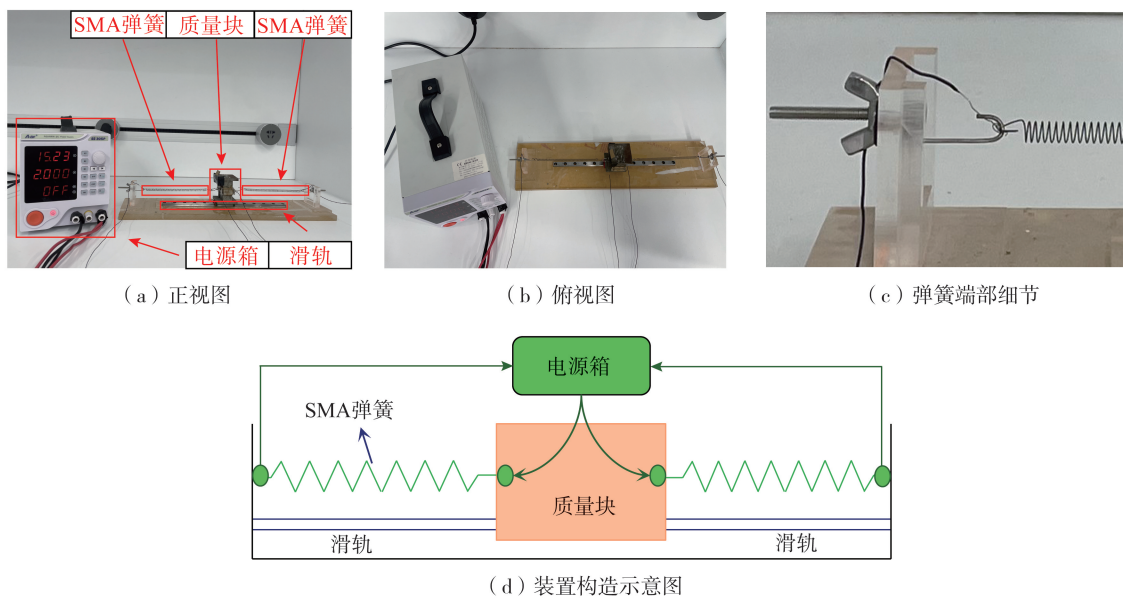 SMA弹簧 质量块 SMA弹簧
15.23
2.000
OFF
电源箱 滑轨
（a）正视图
（b）俯视图
（c）弹簧端部细节
电源箱
SMA弹簧
质量块
滑轨
滑轨
（d）装置构造示意图